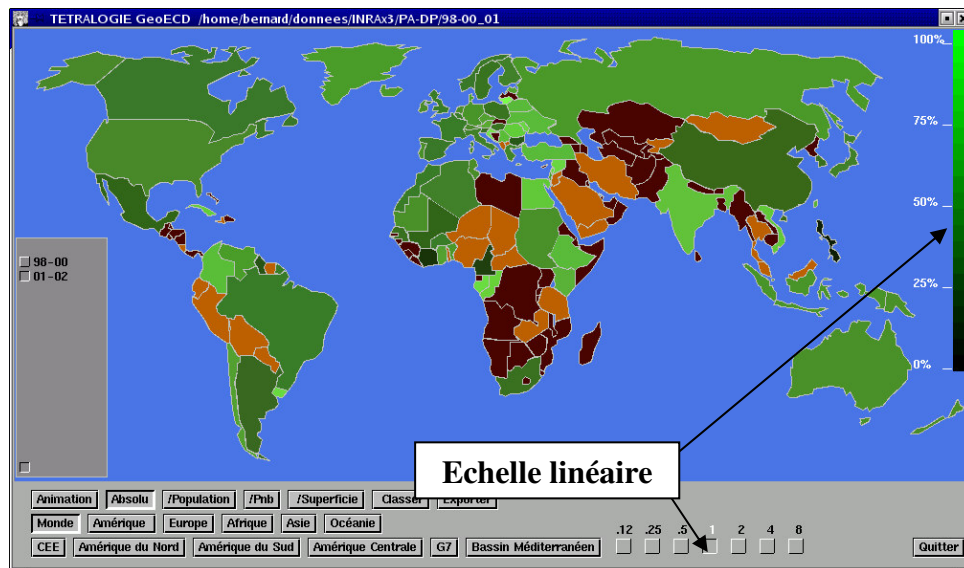 TETRALOGIE GeoECD /home/bernard/donnees/INRAx3/PA-DP/98-00_01
100%
75%
50%
25%
0%
98-00
01-02
Echelle linéaire
Animation Absolu /Population /Pnb /Superficie Classer Exporter
Monde Amérique Europe Afrique Asie Océanie
.12 .25 .5 1 2 4 8
CEE Amérique du Nord Amérique du Sud Amérique Centrale G7 Bassin Méditerranéen Quitter